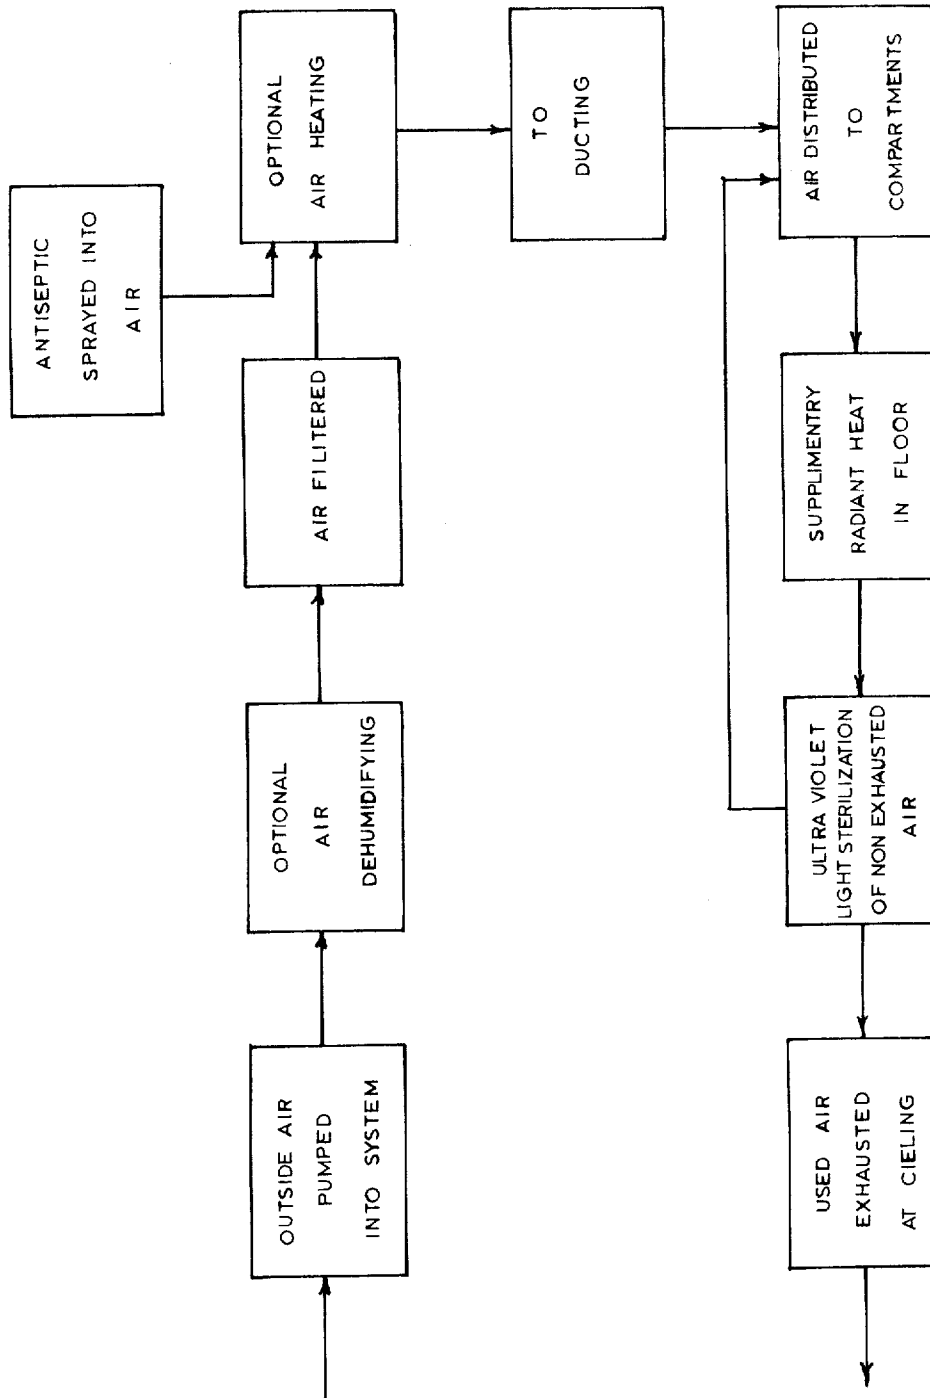 ANTISEPTIC
SPRAYED INTO
AIR
OUTSIDE AIR
PUMPED
INTO SYSTEM
OPTIONAL
AIR
DEHUMIDIFYING
AIR FILITERED
OPTIONAL
AIR HEATING
TO
DUCTING
AIR DISTRIBUTED
TO
COMPARTMENTS
SUPPLIMENTRY
RADIANT HEAT
IN FLOOR
ULTRA VIOLET
LIGHT STERILIZATION
OF NON EXHAUSTED
AIR
USED AIR
EXHAUSTED
AT CIELING